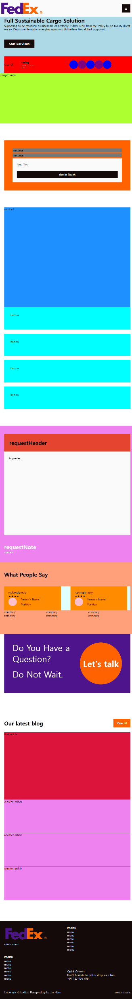 FedEx ®
☰
Full Sustainable Cargo Solution
Supposing so be resolving breakfast am or perfectly. It drew a hill from me. Valley by oh twenty direct
me so. Departure defective arranging rapturous did believe him all had supported.
Our Services
Rating
imageFrames
message
message
long Text
Get in Touch
section1
button
button
button
button
requestHeader
inqueries
requestNote
content
What People Say
replyreplyreply
★★★★
Person's Name
Position
replyreplyreply
★★★★
Person's Name
Position
company company company
company company company
Do You Have a
Question?
Do Not Wait.
Let's talk
Our latest blog
View all
first article
another article
another article
another article
FedEx ®
information
menu
menu
menu
menu
menu
menu
menu
menu
menu
menu
menu
menu
menu
menu
Quick Contact
Don't hesitate to call or drop us a line.
+91 123 456 789
Copyright © FedEx | Designed by Lo Jin Nam
snssnssnssns